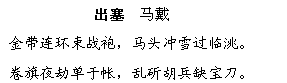 出塞 马戴
金带连环束战袍，马头冲雪过临洮。
卷旗夜劫单于帐，乱斫胡兵缺宝刀。